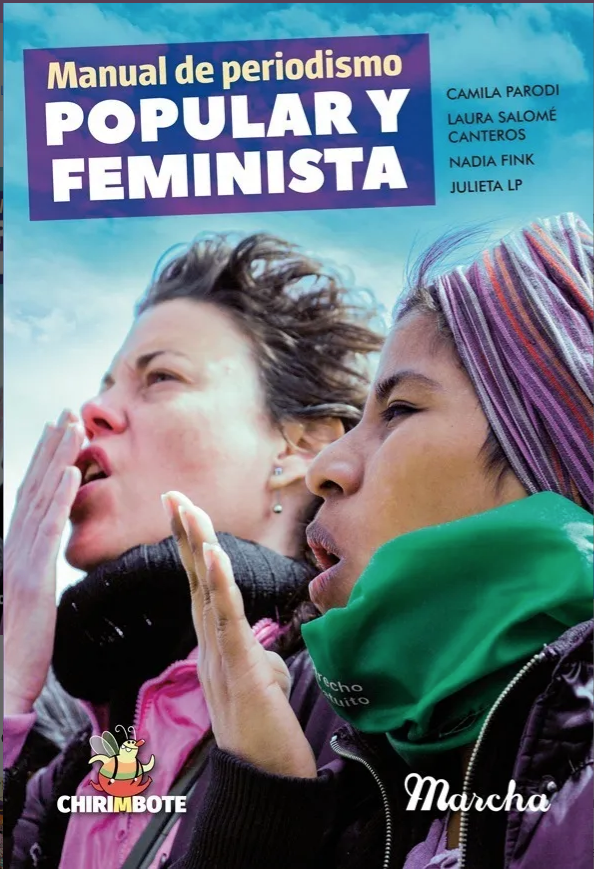 Manual de periodismo
POPULAR Y
FEMINISTA
CAMILA PARODI
LAURA SALOMÉ
CANTEROS
NADIA FINK
JULIETA LP
CHIRIMBOTE
Marcha